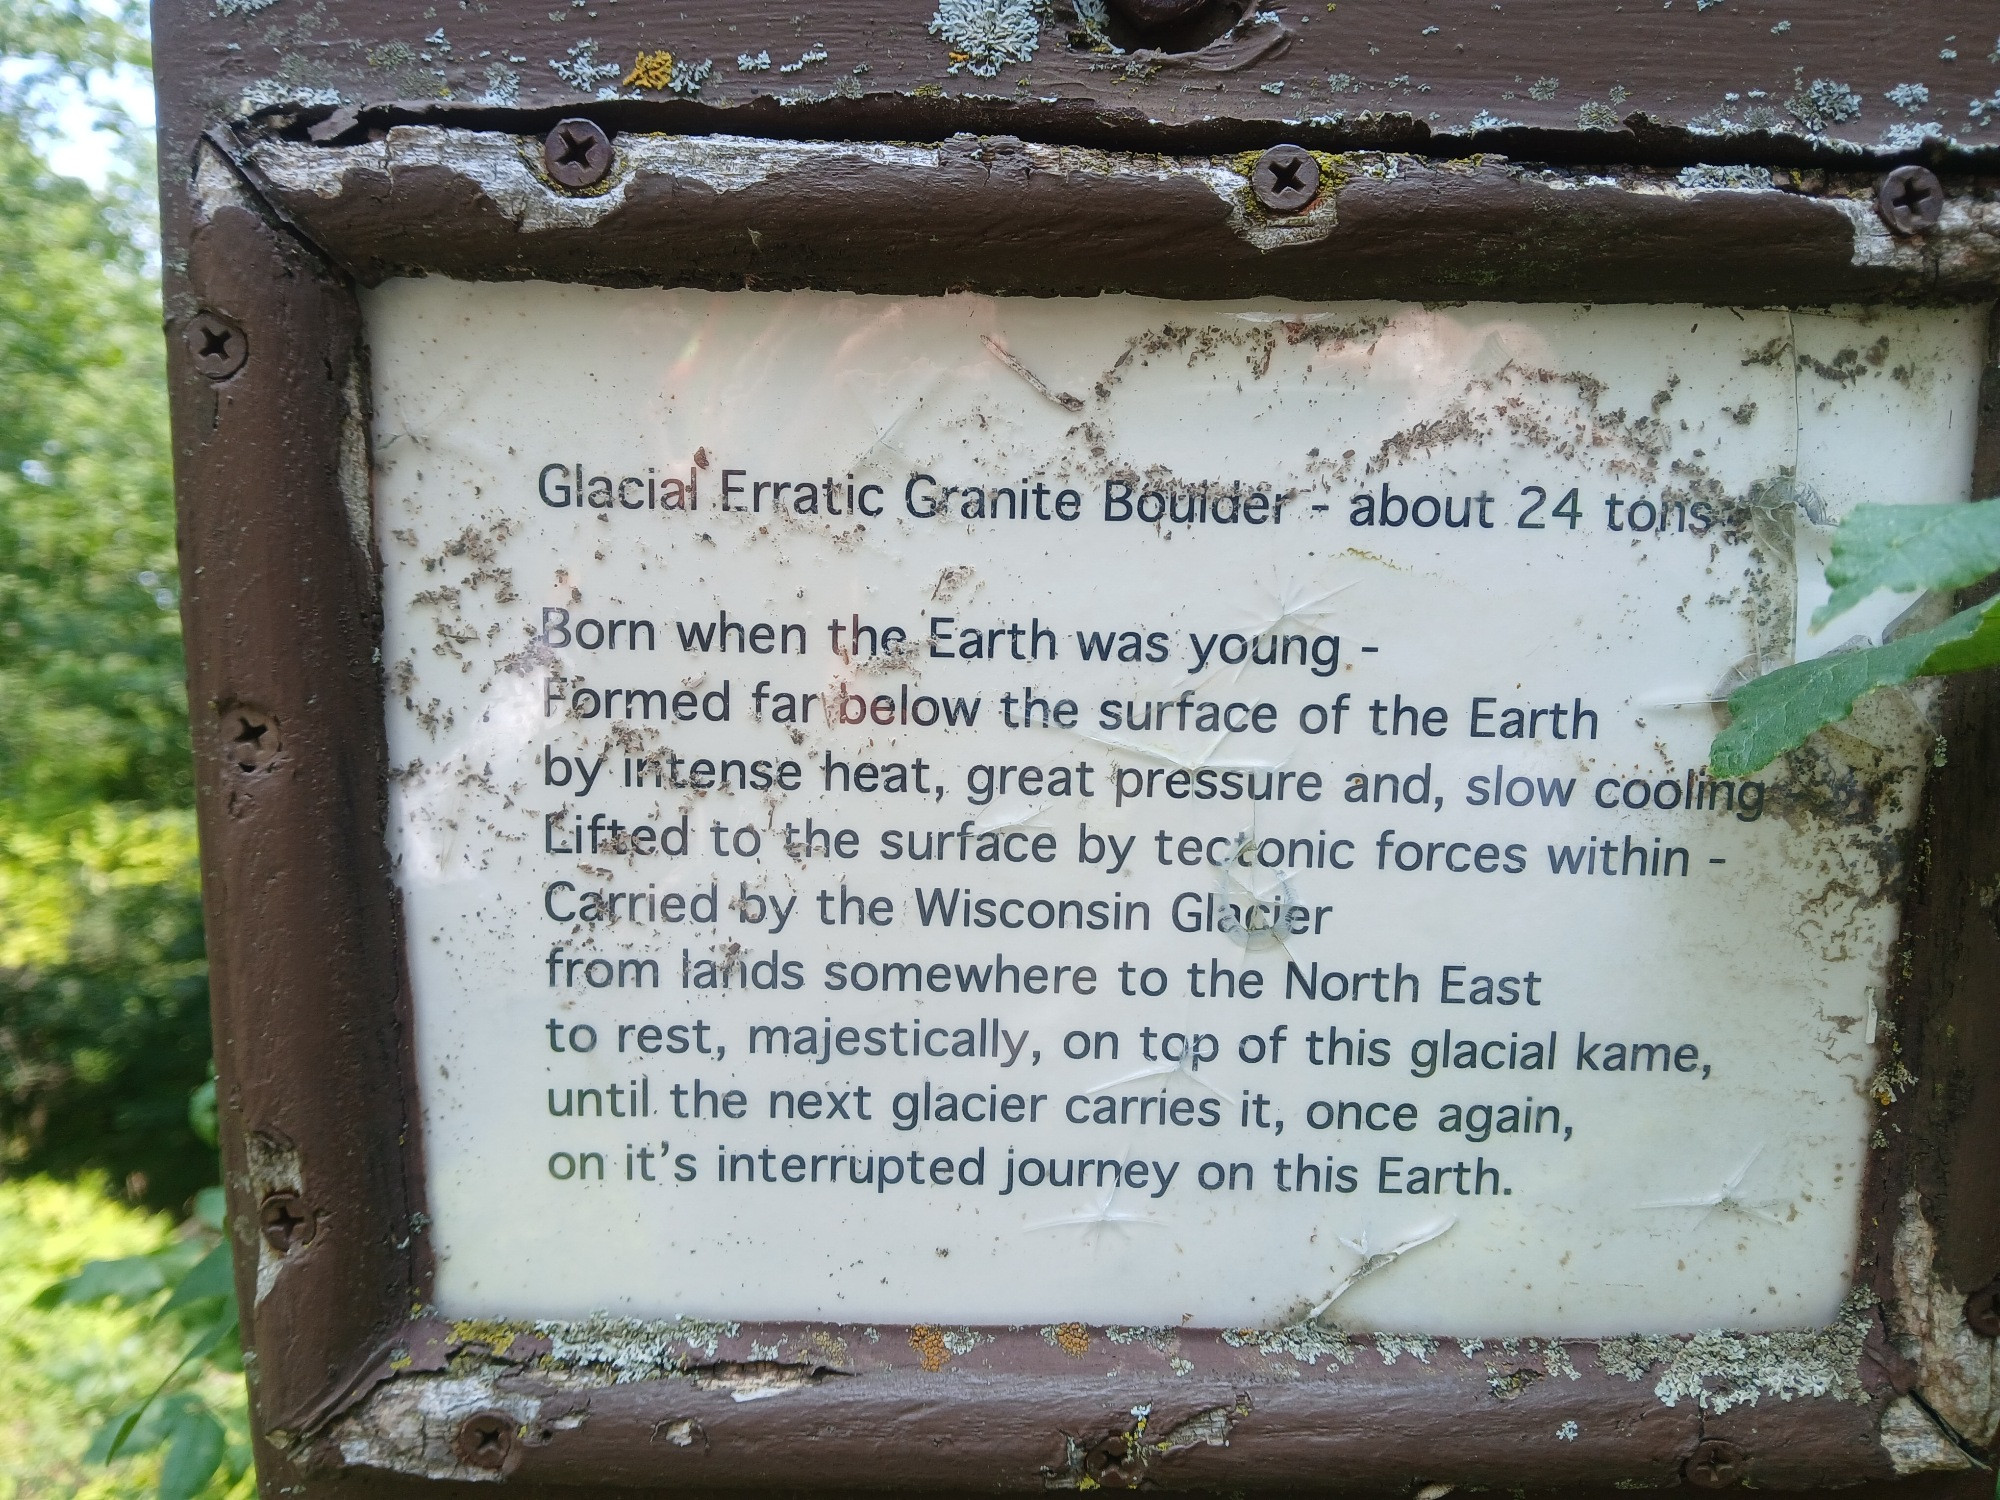 Glacial Erratic Granite Boulder - about 24 tons
Born when the Earth was young -
Formed far below the surface of the Earth
by intense heat, great pressure and, slow cooling -
Lifted to the surface by tectonic forces within -
Carried by the Wisconsin Glacier
from lands somewhere to the North East
to rest, majestically, on top of this glacial kame,
until the next glacier carries it, once again,
on it's interrupted journey on this Earth.